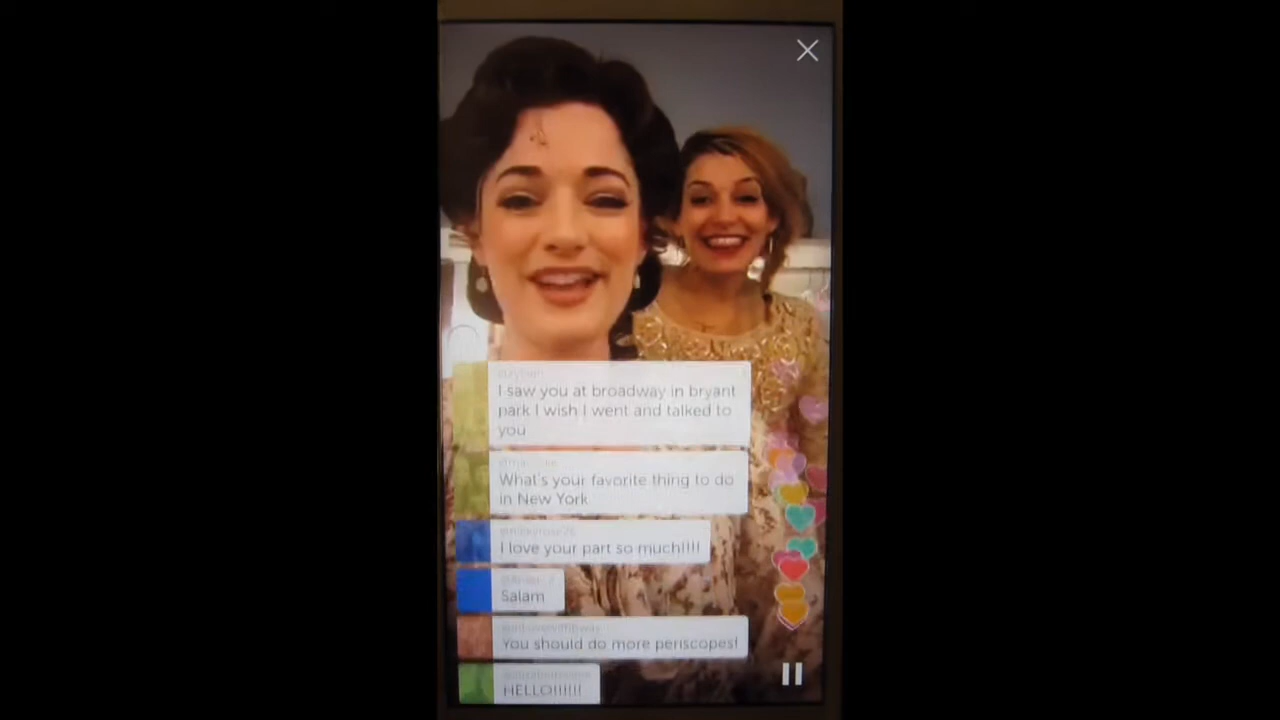 I saw you at broadway in bryant
park I wish I went and talked to
you
What's your favorite thing to do
in New York
I love your part so much!!!!
Salam
You should do more periscopes!
HELLO!!!!!!